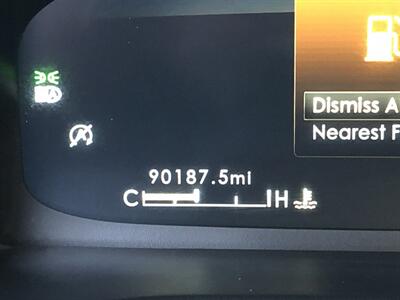 Dismiss A
Nearest F
90187.5mi
C H